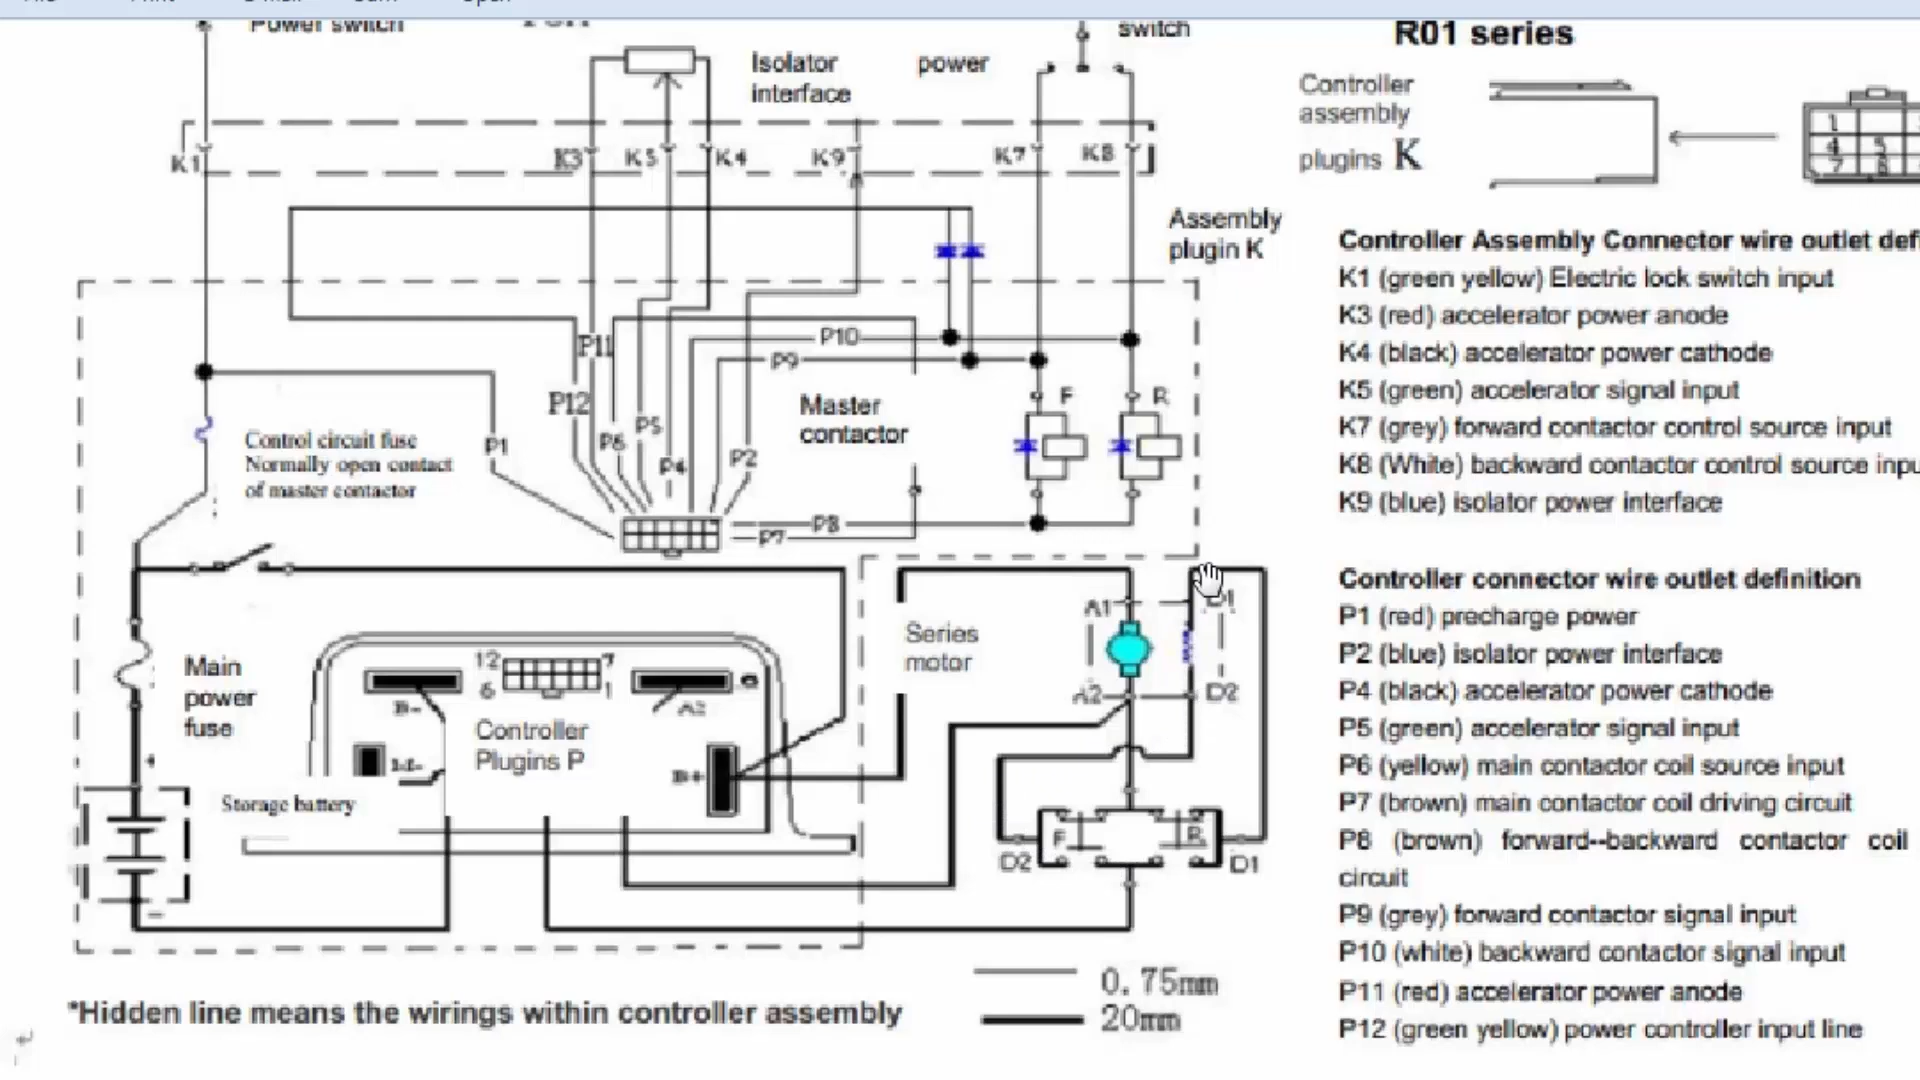 Power switch
switch
R01 series
Isolator
interface
power
Controller
assembly
plugins K
K1
K3
K5
K4
K9
K7
K8
Assembly
plugin K
Controller Assembly Connector wire outlet
K1 (green yellow) Electric lock switch input
K3 (red) accelerator power anode
K4 (black) accelerator power cathode
K5 (green) accelerator signal input
K7 (grey) forward contactor control source input
K8 (White) backward contactor control source
K9 (blue) isolator power interface
P10
P11
P9
P12
F
R
Master
contactor
Control circuit fuse
Normally open contact
of master contactor
P1
P6
P5
P4
P2
P8
P7
Controller connector wire outlet definition
P1 (red) precharge power
P2 (blue) isolator power interface
P4 (black) accelerator power cathode
P5 (green) accelerator signal input
P6 (yellow) main contactor coil source input
P7 (brown) main contactor coil driving circuit
P8 (brown) forward--backward contactor coil
circuit
P9 (grey) forward contactor signal input
P10 (white) backward contactor signal input
P11 (red) accelerator power anode
P12 (green yellow) power controller input line
A1
D1
Series
motor
A2
D2
Main
power
fuse
12
7
6
1
B-
A2
Controller
Plugins P
B+
Storage battery
F
R
D2
D1
0.75mm
20mm
*Hidden line means the wirings within controller assembly